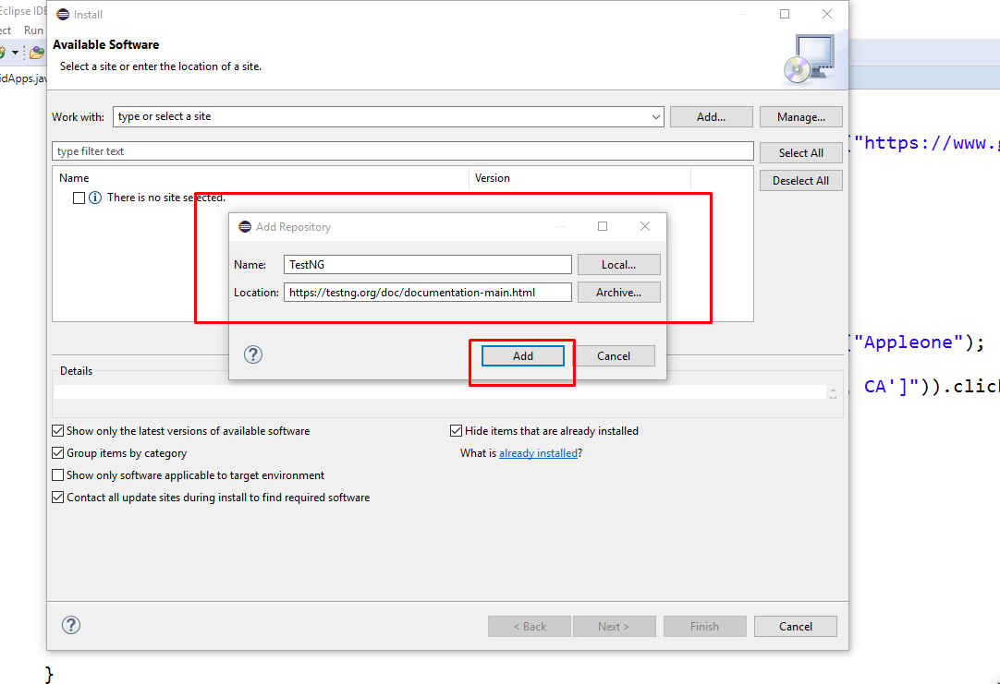 Eclipse IDE
Install
ect Run
Available Software
Select a site or enter the location of a site.
idApps.jav
Work with: type or select a site Add... Manage...
("https://www.g
type filter text Select All
Name Version Deselect All
There is no site selected.
Add Repository
Name: TestNG Local...
Location: https://testng.org/doc/documentation-main.html Archive...
("Appleone");
Add Cancel
Details
CA']")).click
Show only the latest versions of available software Hide items that are already installed
Group items by category What is already installed?
Show only software applicable to target environment
Contact all update sites during install to find required software
< Back Next > Finish Cancel
}